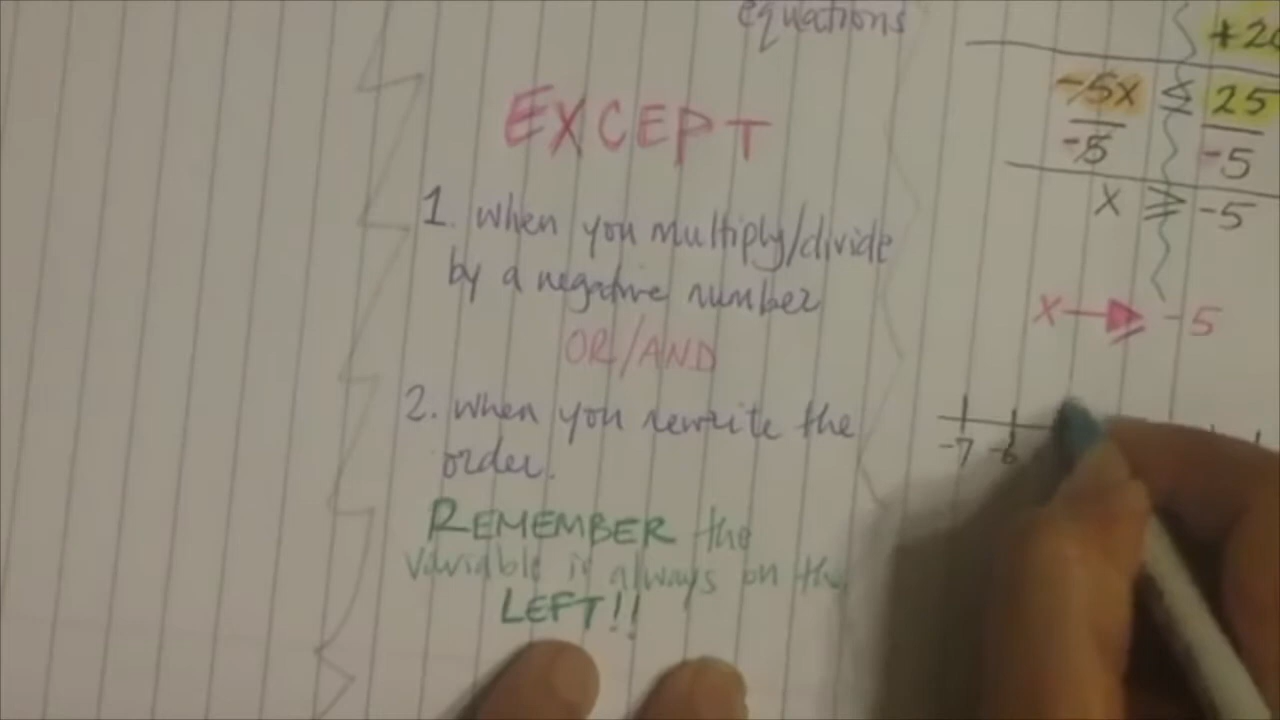 equations
EXCEPT
1. when you multiply/divide
by a negative number
OR/AND
2. when you rewrite the
order.
REMEMBER the
variable is always on the
LEFT!!
+20
-5x ≤ 25
-5 -5
x ≥ -5
x → ≥ -5
-7 -6